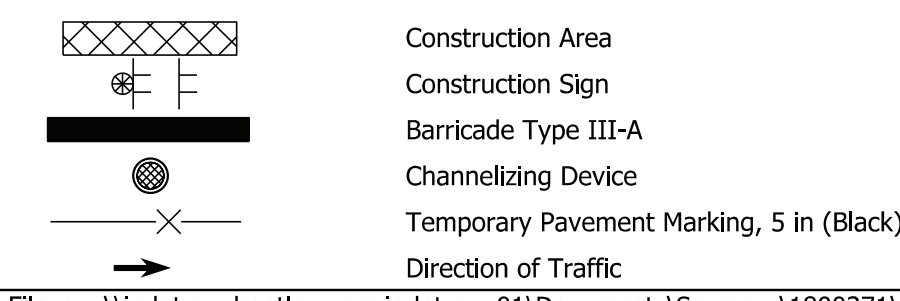 Construction Area
Construction Sign
Barricade Type III-A
Channelizing Device
Temporary Pavement Marking, 5 in (Black)
Direction of Traffic